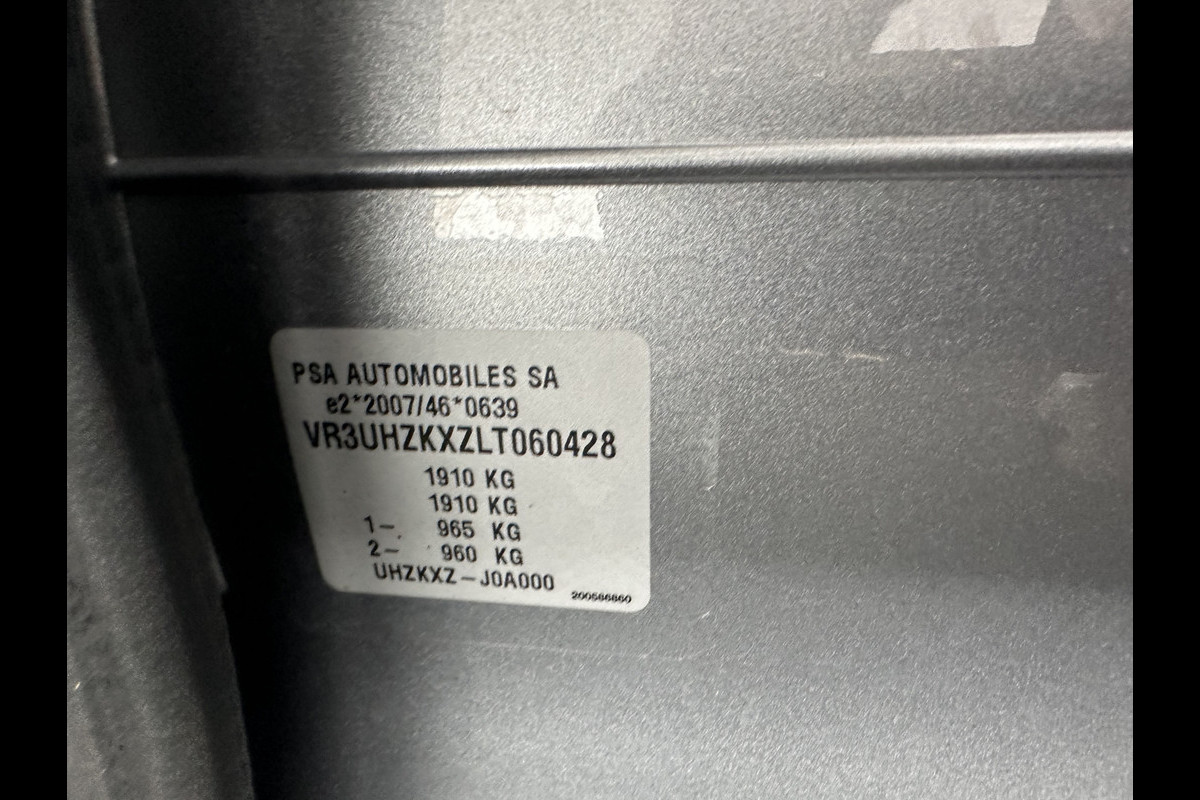 PSA AUTOMOBILES SA
e2*2007/46*0639
VR3UHZKXZLT060428
1910 KG
1910 KG
1- 965 KG
2- 960 KG
UHZKXZ-J0A000
200586860